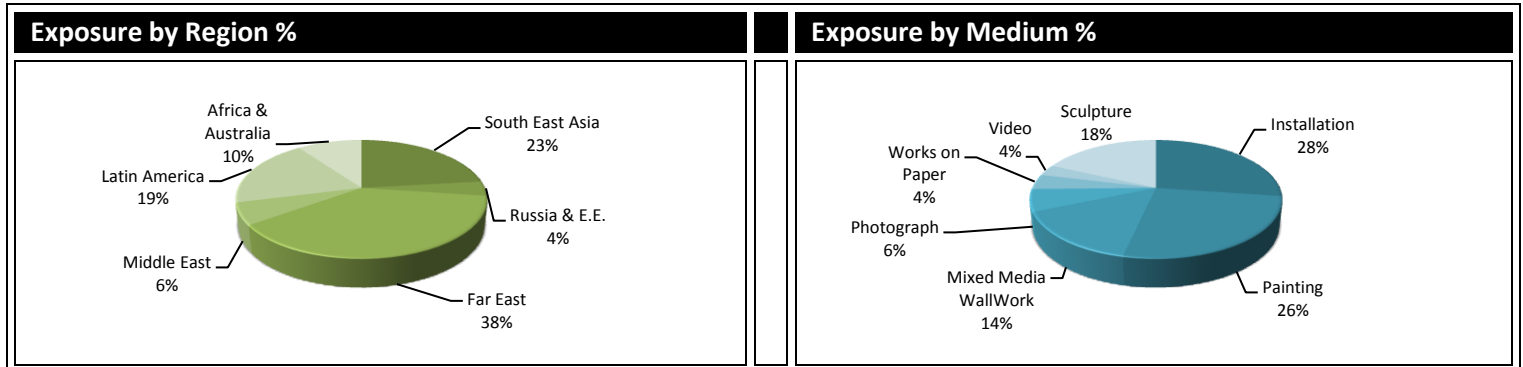 Exposure by Region %
Africa &
Australia
10%
South East Asia
23%
Latin America
19%
Russia & E.E.
4%
Middle East
6%
Far East
38%
Exposure by Medium %
Sculpture
18%
Video
4%
Installation
28%
Works on
Paper
4%
Photograph
6%
Mixed Media
WallWork
14%
Painting
26%